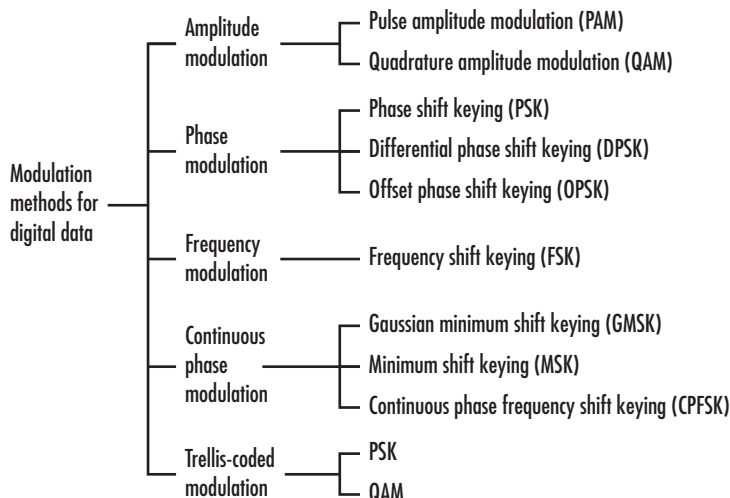 Modulation
methods for
digital data
Amplitude
modulation
Pulse amplitude modulation (PAM)
Quadrature amplitude modulation (QAM)
Phase
modulation
Phase shift keying (PSK)
Differential phase shift keying (DPSK)
Offset phase shift keying (OPSK)
Frequency
modulation
Frequency shift keying (FSK)
Continuous
phase
modulation
Gaussian minimum shift keying (GMSK)
Minimum shift keying (MSK)
Continuous phase frequency shift keying (CPFSK)
Trellis-coded
modulation
PSK
QAM